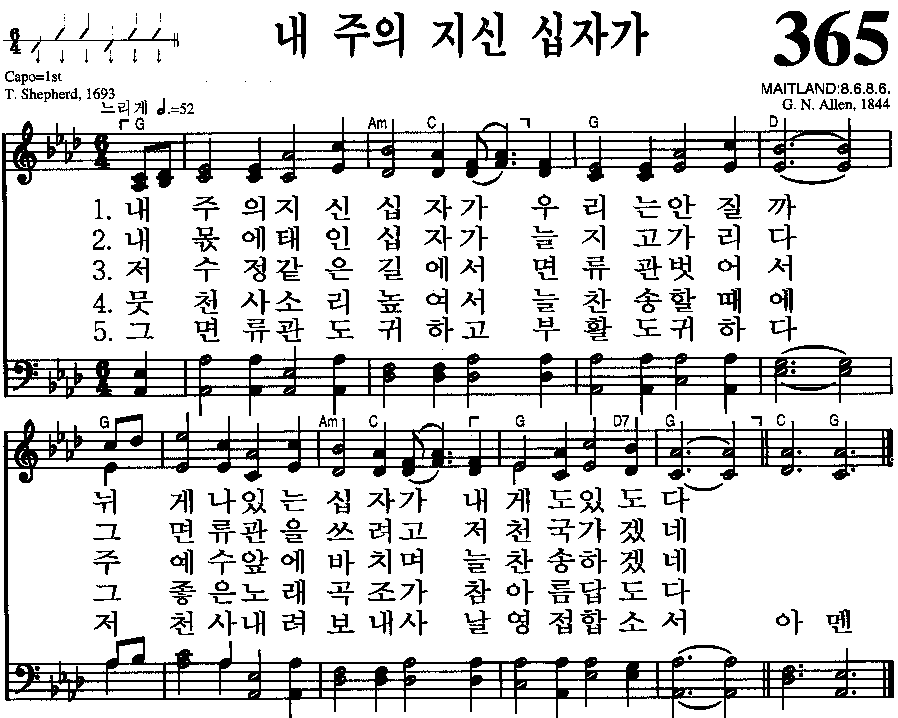 내 주의 지신 십자가 365
Capo=1st
T. Shepherd, 1693
MAITLAND:8.6.8.6.
G. N. Allen, 1844
느리게 ♩.=52
6/4
G Am C G D
1. 내 주 의지 신 십 자가 우 리 는안 질 까
2. 내 몫 에태 인 십 자가 늘 지 고가 리 다
3. 저 수 정같 은 길 에서 면 류 관벗 어 서
4. 뭇 천 사소 리 높 여서 늘 찬 송할 때 에
5. 그 면 류관 도 귀 하고 부 활 도귀 하 다
G Am C G D7 G C G
뉘 게 나있 는 십 자가 내 게 도있 도 다
그 면 류관 을 쓰 려고 저 천 국가 겠 네
주 예 수앞 에 바 치며 늘 찬 송하 겠 네
그 좋 은노 래 곡 조가 참 아 름답 도 다
저 천 사내 려 보 내사 날 영 접합 소 서 아 맨